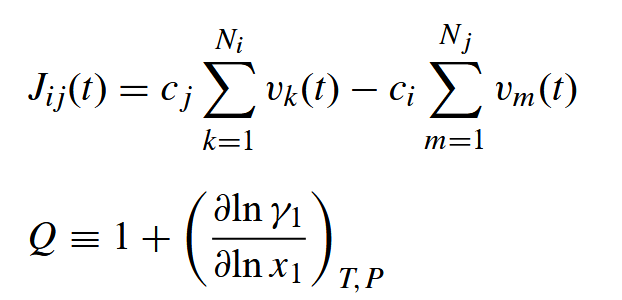 J_{ij}(t) = c_j \sum_{k=1}^{N_i} v_k(t) - c_i \sum_{m=1}^{N_j} v_m(t)
Q \equiv 1 + \left( \frac{\partial \ln \gamma_1}{\partial \ln x_1} \right)_{T,P}